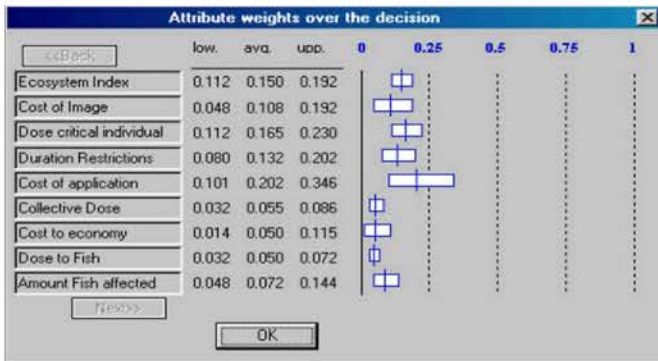 Attribute weights over the decision
<<Back
low. avg. upp. 0 0.25 0.5 0.75 1
Ecosystem Index 0.112 0.150 0.192
Cost of Image 0.048 0.108 0.192
Dose critical individual 0.112 0.165 0.230
Duration Restrictions 0.080 0.132 0.202
Cost of application 0.101 0.202 0.346
Collective Dose 0.032 0.055 0.086
Cost to economy 0.014 0.050 0.115
Dose to Fish 0.032 0.050 0.072
Amount Fish affected 0.048 0.072 0.144
Next>>
OK